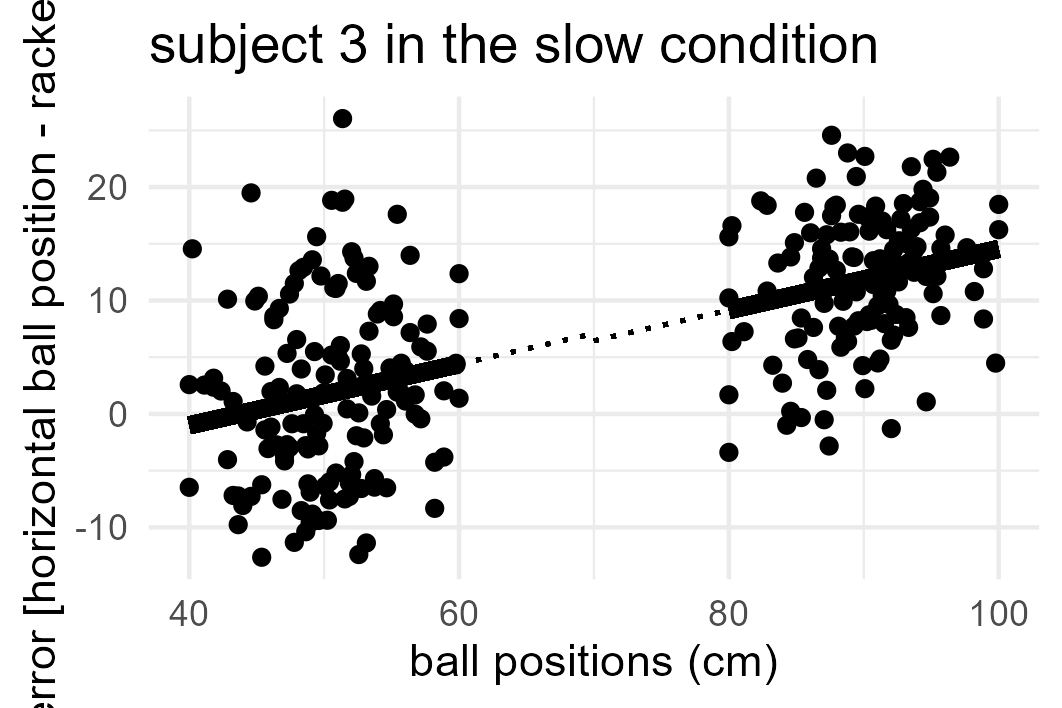 subject 3 in the slow condition
error [horizontal ball position - racke
20
10
0
-10
40 60 80 100
ball positions (cm)